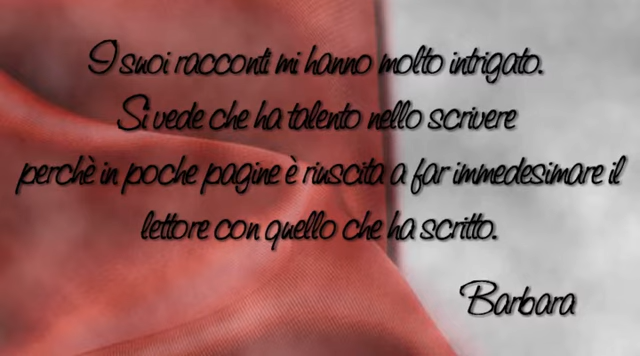 I suoi racconti mi hanno molto intrigato.
Si vede che ha talento nello scrivere
perchè in poche pagine è riuscita a far immedesimare il
lettore con quello che ha scritto.
Barbara